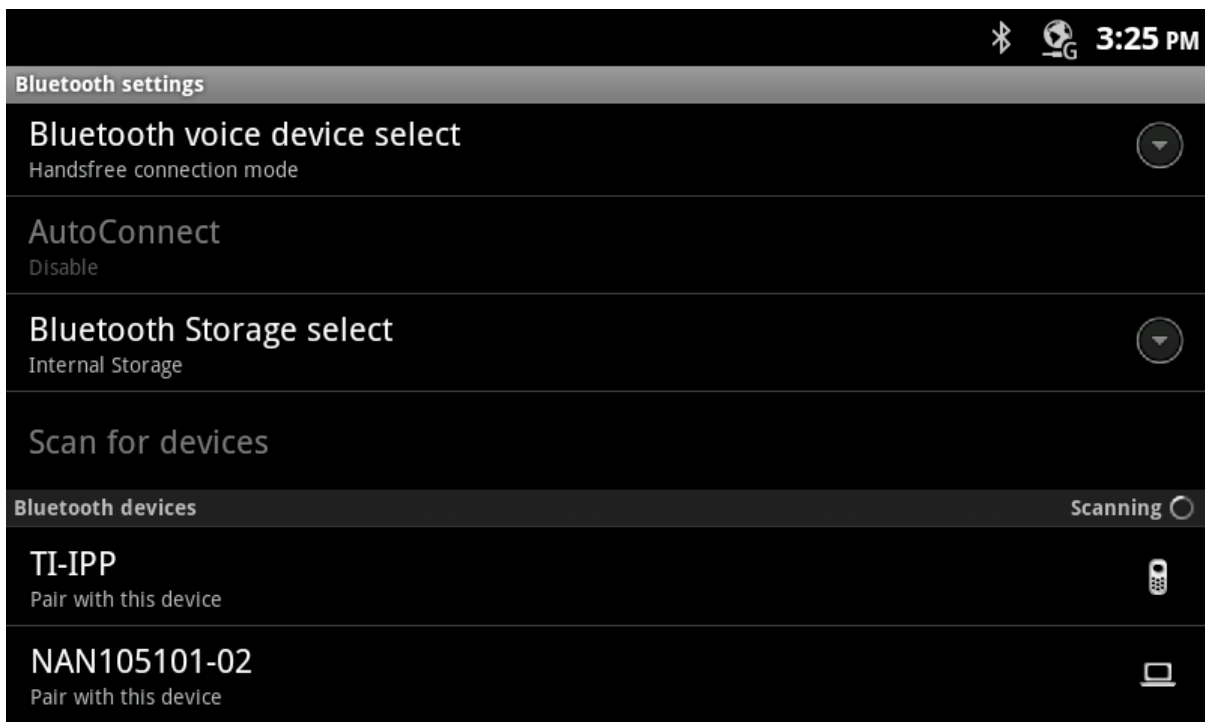 G 3:25 PM
Bluetooth settings
Bluetooth voice device select
Handsfree connection mode
AutoConnect
Disable
Bluetooth Storage select
Internal Storage
Scan for devices
Bluetooth devices Scanning
TI-IPP
Pair with this device
NAN105101-02
Pair with this device